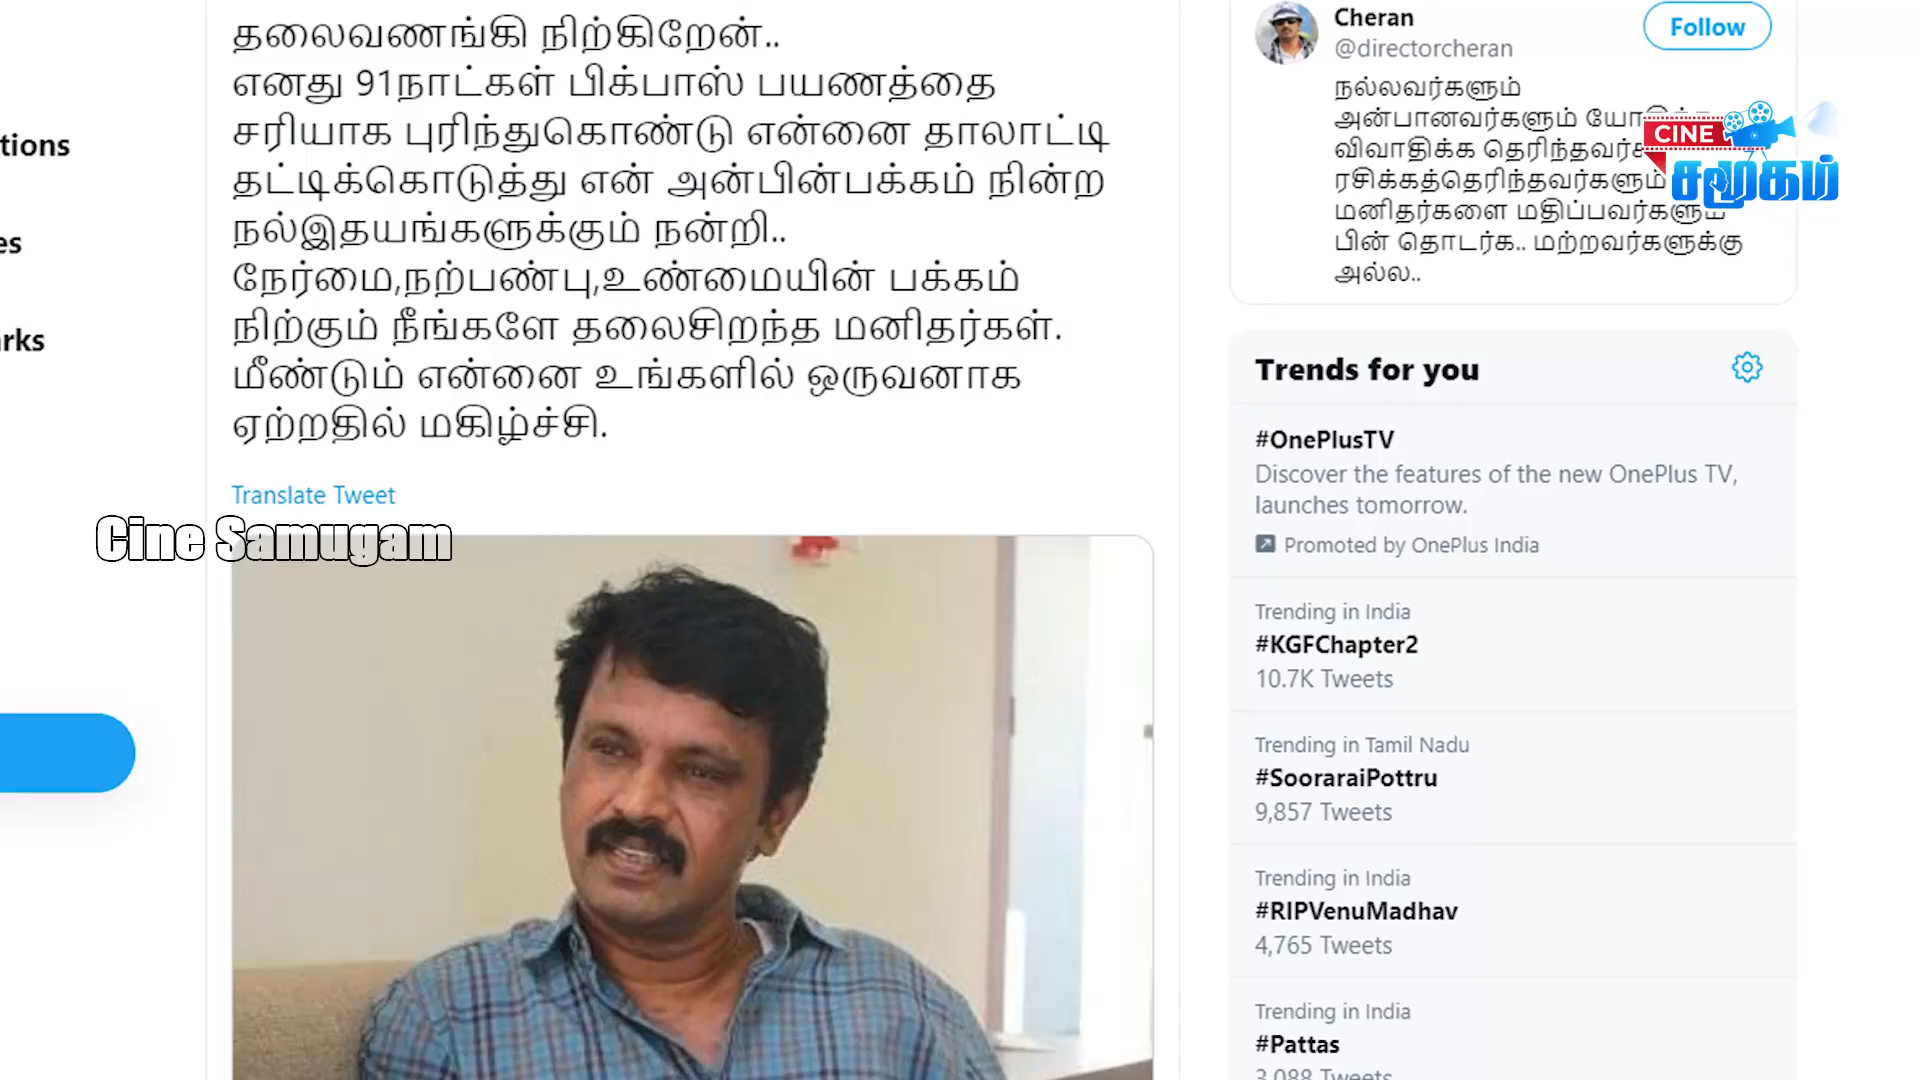 தலைவணங்கி நிற்கிறேன்..
எனது 91நாட்கள் பிக்பாஸ் பயணத்தை
சரியாக புரிந்துகொண்டு என்னை தாலாட்டி
தட்டிக்கொடுத்து என் அன்பின்பக்கம் நின்ற
நல்இதயங்களுக்கும் நன்றி..
நேர்மை,நற்பண்பு,உண்மையின் பக்கம்
நிற்கும் நீங்களே தலைசிறந்த மனிதர்கள்.
மீண்டும் என்னை உங்களில் ஒருவனாக
ஏற்றதில் மகிழ்ச்சி.
Translate Tweet
Cine Samugam
Cheran
@directorcheran
Follow
நல்லவர்களும்
அன்பானவர்களும்
விவாதிக்க
ரசிக்கத்தெரிந்தவர்களும்
மனிதர்களை மதிப்பவர்களும்
பின் தொடர்க.. மற்றவர்களுக்கு
அல்ல..
CINE
சமூகம்
Trends for you
#OnePlusTV
Discover the features of the new OnePlus TV,
launches tomorrow.
Promoted by OnePlus India
Trending in India
#KGFChapter2
10.7K Tweets
Trending in Tamil Nadu
#SooraraiPottru
9,857 Tweets
Trending in India
#RIPVenuMadhav
4,765 Tweets
Trending in India
#Pattas
3,088 Tweets